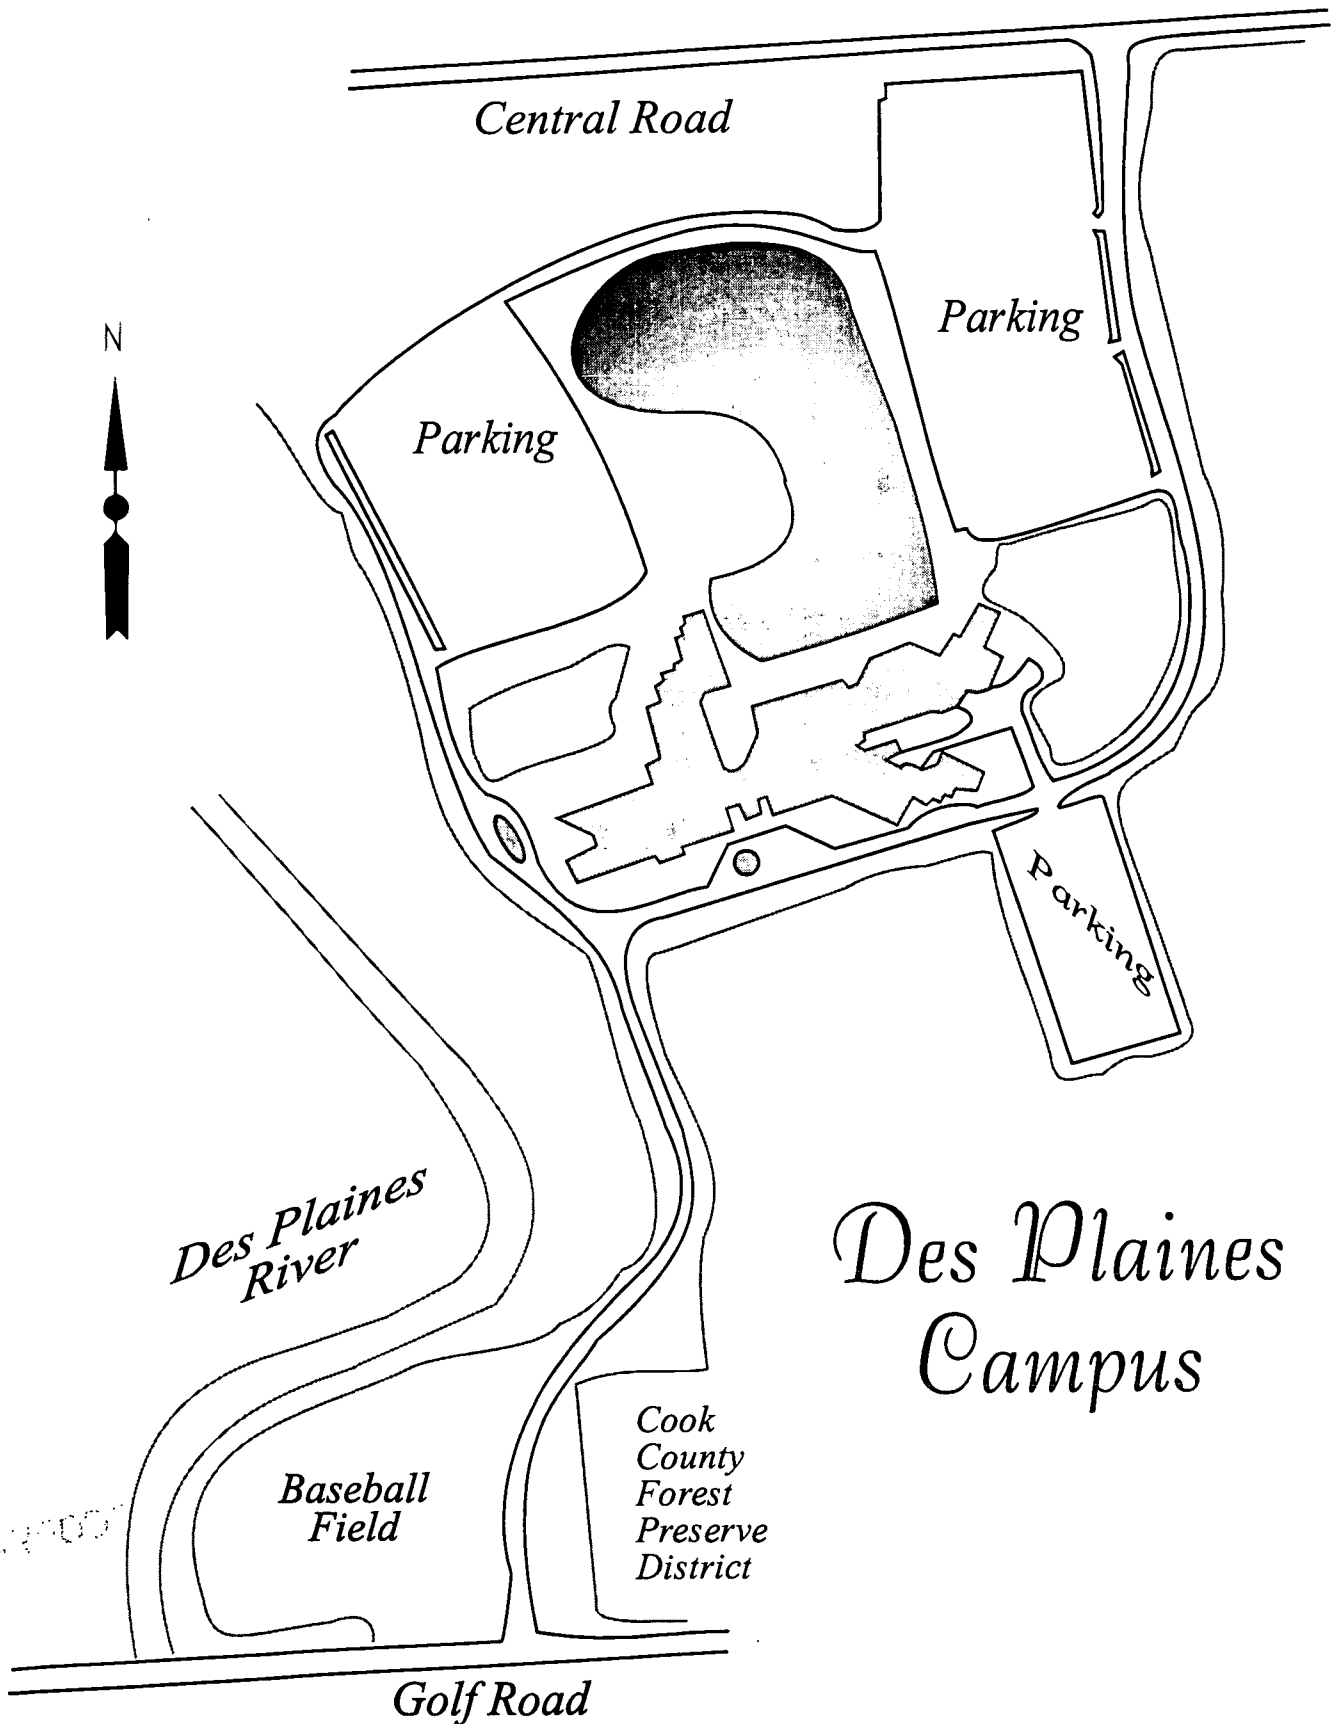 Central Road
N
Parking
Parking
Parking
Des Plaines
River
Des Plaines
Campus
Cook
County
Forest
Preserve
District
Baseball
Field
Golf Road